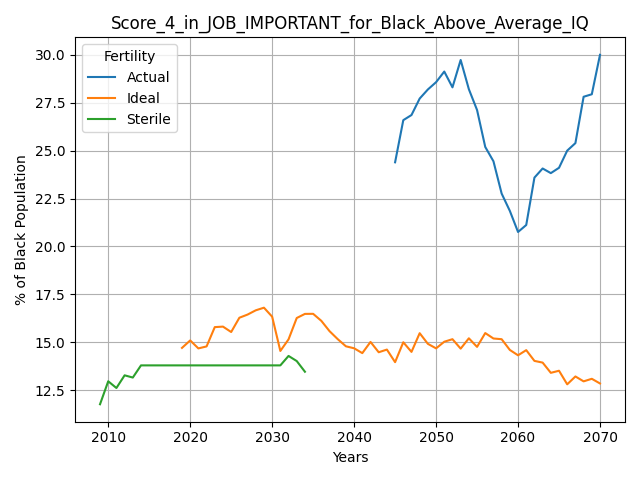 Score_4_in_JOB_IMPORTANT_for_Black_Above_Average_IQ
Fertility
Actual
Ideal
Sterile
% of Black Population
30.0
27.5
25.0
22.5
20.0
17.5
15.0
12.5
2010 2020 2030 2040 2050 2060 2070
Years